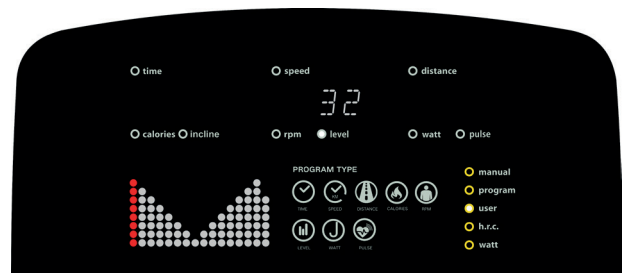 time speed distance
32
calories incline rpm level watt pulse
PROGRAM TYPE
manual
program
TIME SPEED DISTANCE CALORIES RPM
user
h.r.c.
LEVEL WATT PULSE
watt